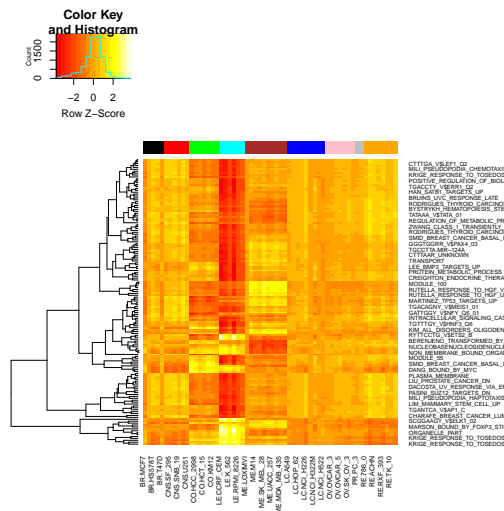 Color Key
and Histogram
Count
0 500 1500
−2 0 2
Row Z−Score
CTTTGA_V$LEF1_Q2
MILI_PSEUDOPODIA_CHEMOTAXIS
KRIGE_RESPONSE_TO_TOSEDOS
POSITIVE_REGULATION_OF_BIOL
TGACCTY_V$ERR1_Q2
HAN_SATB1_TARGETS_UP
BRUINS_UVC_RESPONSE_LATE
RODRIGUES_THYROID_CARCINO
BYSTRYKH_HEMATOPOIESIS_STE
TATAAA_V$TATA_01
REGULATION_OF_METABOLIC_PR
ZWANG_CLASS_1_TRANSIENTLY_
RODRIGUES_THYROID_CARCINO
SMID_BREAST_CANCER_BASAL_
GGGTGGRR_V$PAX4_03
TGCCTTA,MIR−124A
CTTTAAR_UNKNOWN
TRANSPORT
LEE_BMP2_TARGETS_UP
PROTEIN_METABOLIC_PROCESS
CREIGHTON_ENDOCRINE_THERA
MODULE_100
RUTELLA_RESPONSE_TO_HGF_V
RUTELLA_RESPONSE_TO_HGF_U
MARTINEZ_TP53_TARGETS_UP
TGACAGNY_V$MEIS1_01
GATTGGY_V$NFY_Q6_01
INTRACELLULAR_SIGNALING_CAS
TGTTTGY_V$HNF3_Q6
KIM_ALL_DISORDERS_OLIGODEN
RYTTCCTG_V$ETS2_B
BERENJENO_TRANSFORMED_BY
NUCLEOBASENUCLEOSIDENUCLE
NON_MEMBRANE_BOUND_ORGAN
MODULE_55
SMID_BREAST_CANCER_BASAL_
DANG_BOUND_BY_MYC
PLASMA_MEMBRANE
LIU_PROSTATE_CANCER_DN
DACOSTA_UV_RESPONSE_VIA_ER
PASINI_SUZ12_TARGETS_DN
MILI_PSEUDOPODIA_HAPTOTAXIS
LIM_MAMMARY_STEM_CELL_UP
TGANTCA_V$AP1_C
CHARAFE_BREAST_CANCER_LUM
SCGGAAGY_V$ELK1_02
MARSON_BOUND_BY_FOXP3_STI
ORGANELLE_PART
KRIGE_RESPONSE_TO_TOSEDOS
KRIGE_RESPONSE_TO_TOSEDOS
BR.MCF7
BR.HS578T
BR.T47D
CNS.SF_295
CNS.SNB_19
CNS.U251
CO.HCC_2998
CO.HCT_15
CO.KM12
LE.CCRF_CEM
LE.K_562
LE.RPMI_8226
ME.LOXIMVI
ME.M14
ME.SK_MEL_28
ME.UACC_257
ME.MDA_MB_435
LC.A549
LC.HOP_62
LC.NCI_H226
LC.NCI_H322M
LC.NCI_H522
OV.OVCAR_3
OV.OVCAR_5
OV.SK_OV_3
PR.PC_3
RE.786_0
RE.ACHN
RE.RXF_393
RE.TK_10